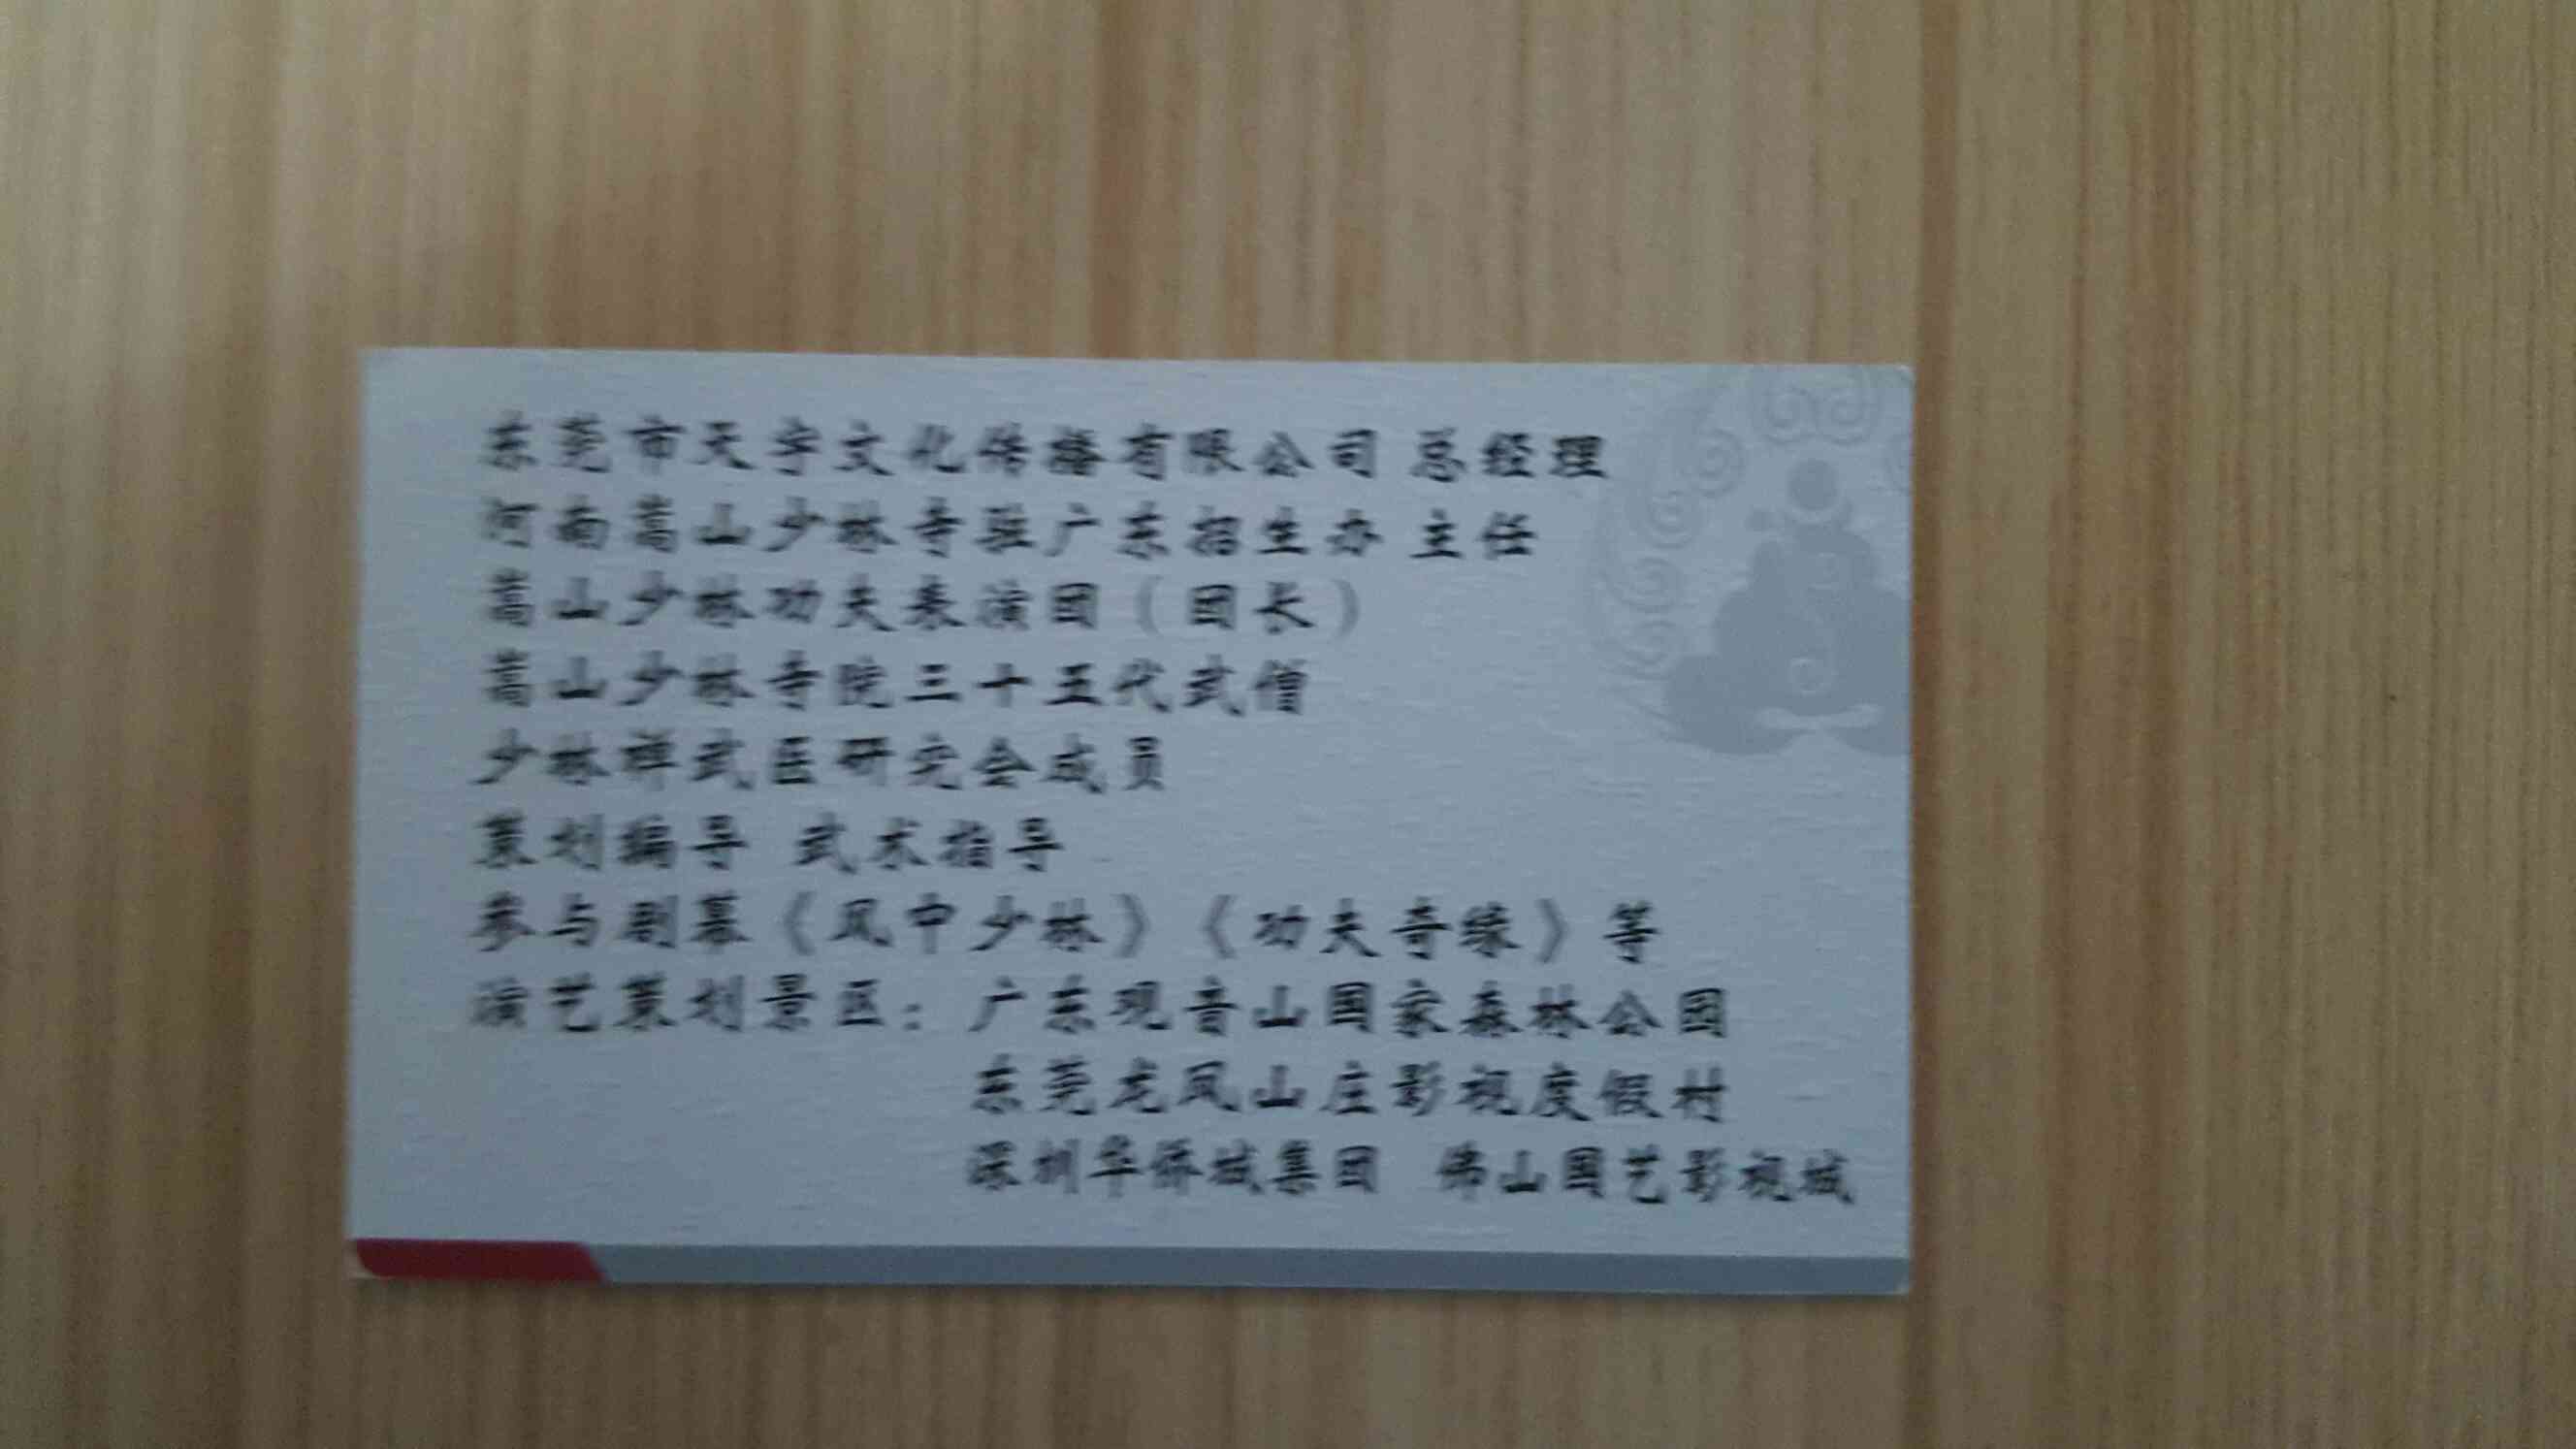 东莞市天宇文化传播有限公司 总经理
河南嵩山少林寺驻广东招生办 主任
嵩山少林功夫表演团（团长）
嵩山少林寺院三十五代武僧
少林禅武医研究会成员
策划编导 武术指导
参与剧幕《风中少林》《功夫奇缘》等
演艺策划景区：广东观音山国家森林公园
东莞龙凤山庄影视度假村
深圳华侨城集团 佛山国艺影视城